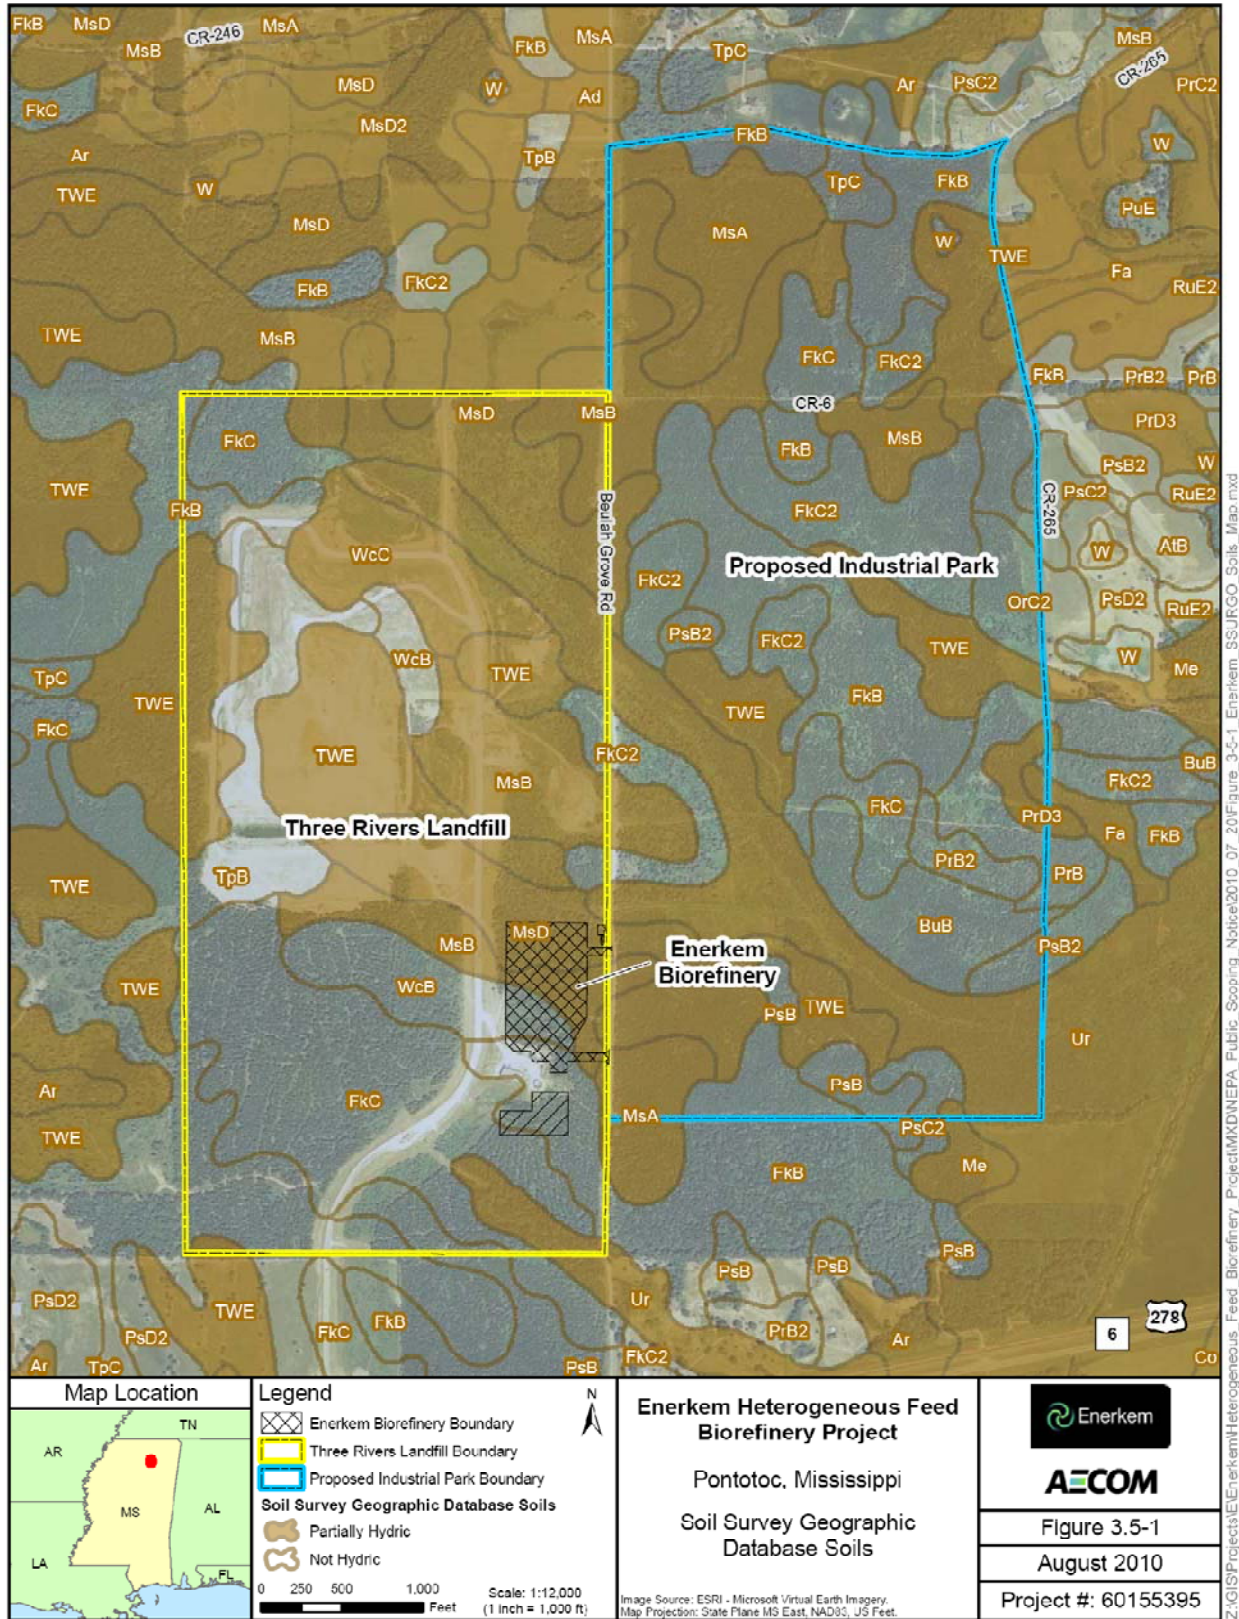 FkB
MsD
MsB
CR-246
MsA
FkB
MsA
TpC
MsB
CR-265
FkC
MsD
W
Ad
Ar
PsC2
PrC2
MsD2
FkB
W
Ar
TpB
TWE
W
TpC
FkB
PuE
MsD
MsA
W
TWE
Fa
RuE2
FkB
FkC2
TWE
MsB
FkC
FkC2
FkB
PrB2
PrB
CR-6
MsD
MsB
FkC
MsB
PrD3
FkB
PsB2
W
TWE
PsC2
RuE2
FkB
Beulah Grove Rd
FkC2
CR-265
WcC
W
AtB
Proposed Industrial Park
FkC2
OrC2
PsD2
RuE2
PsB2
FkC2
TWE
W
Me
TpC
WcB
TWE
FkB
TWE
TWE
FkC
TWE
FkC2
BuB
MsB
FkC2
FkC
PrD3
Fa
FkB
Three Rivers Landfill
TpB
TWE
PrB2
PrB
BuB
MsD
MsB
Enerkem
Biorefinery
PsB2
TWE
WcB
PsB
TWE
Ur
Ar
FkC
PsB
TWE
MsA
PsC2
FkB
Me
PsB
PsB
PsB
PsD2
TWE
Ur
PsD2
FkC
FkB
PrB2
Ar
6
278
Ar
TpC
PsB
FkC2
Co
Map Location
TN
AR
MS
AL
LA
FL
Legend
N
Enerkem Biorefinery Boundary
Three Rivers Landfill Boundary
Proposed Industrial Park Boundary
Soil Survey Geographic Database Soils
Partially Hydric
Not Hydric
0 250 500 1,000
Feet
Scale: 1:12,000
(1 inch = 1,000 ft)
Enerkem Heterogeneous Feed
Biorefinery Project
Pontotoc, Mississippi
Soil Survey Geographic
Database Soils
Image Source: ESRI - Microsoft Virtual Earth Imagery.
Map Projection: State Plane MS East, NAD83, US Feet.
Enerkem
AECOM
Figure 3.5-1
August 2010
Project #: 60155395
Z:\GIS\Projects\E\Enerkem\Heterogeneous_Feed_Biorefinery_Project\MXD\NEPA_Public_Scoping_Notice\2010_07_20\Figure_3-5-1_Enerkem_SSURGO_Soils_Map.mxd